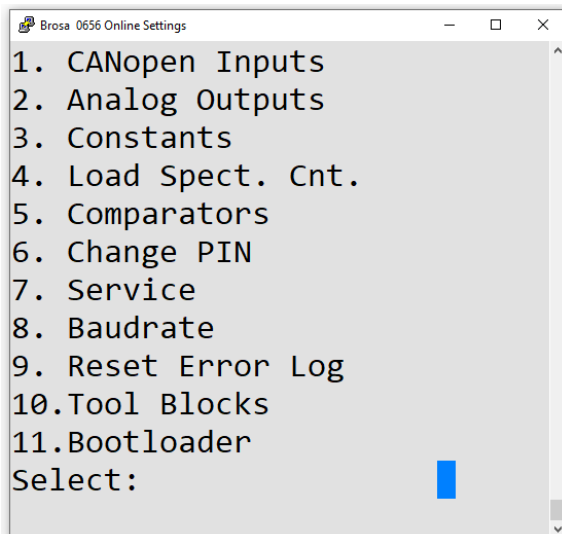 Brosa 0656 Online Settings
1. CANopen Inputs
2. Analog Outputs
3. Constants
4. Load Spect. Cnt.
5. Comparators
6. Change PIN
7. Service
8. Baudrate
9. Reset Error Log
10.Tool Blocks
11.Bootloader
Select: